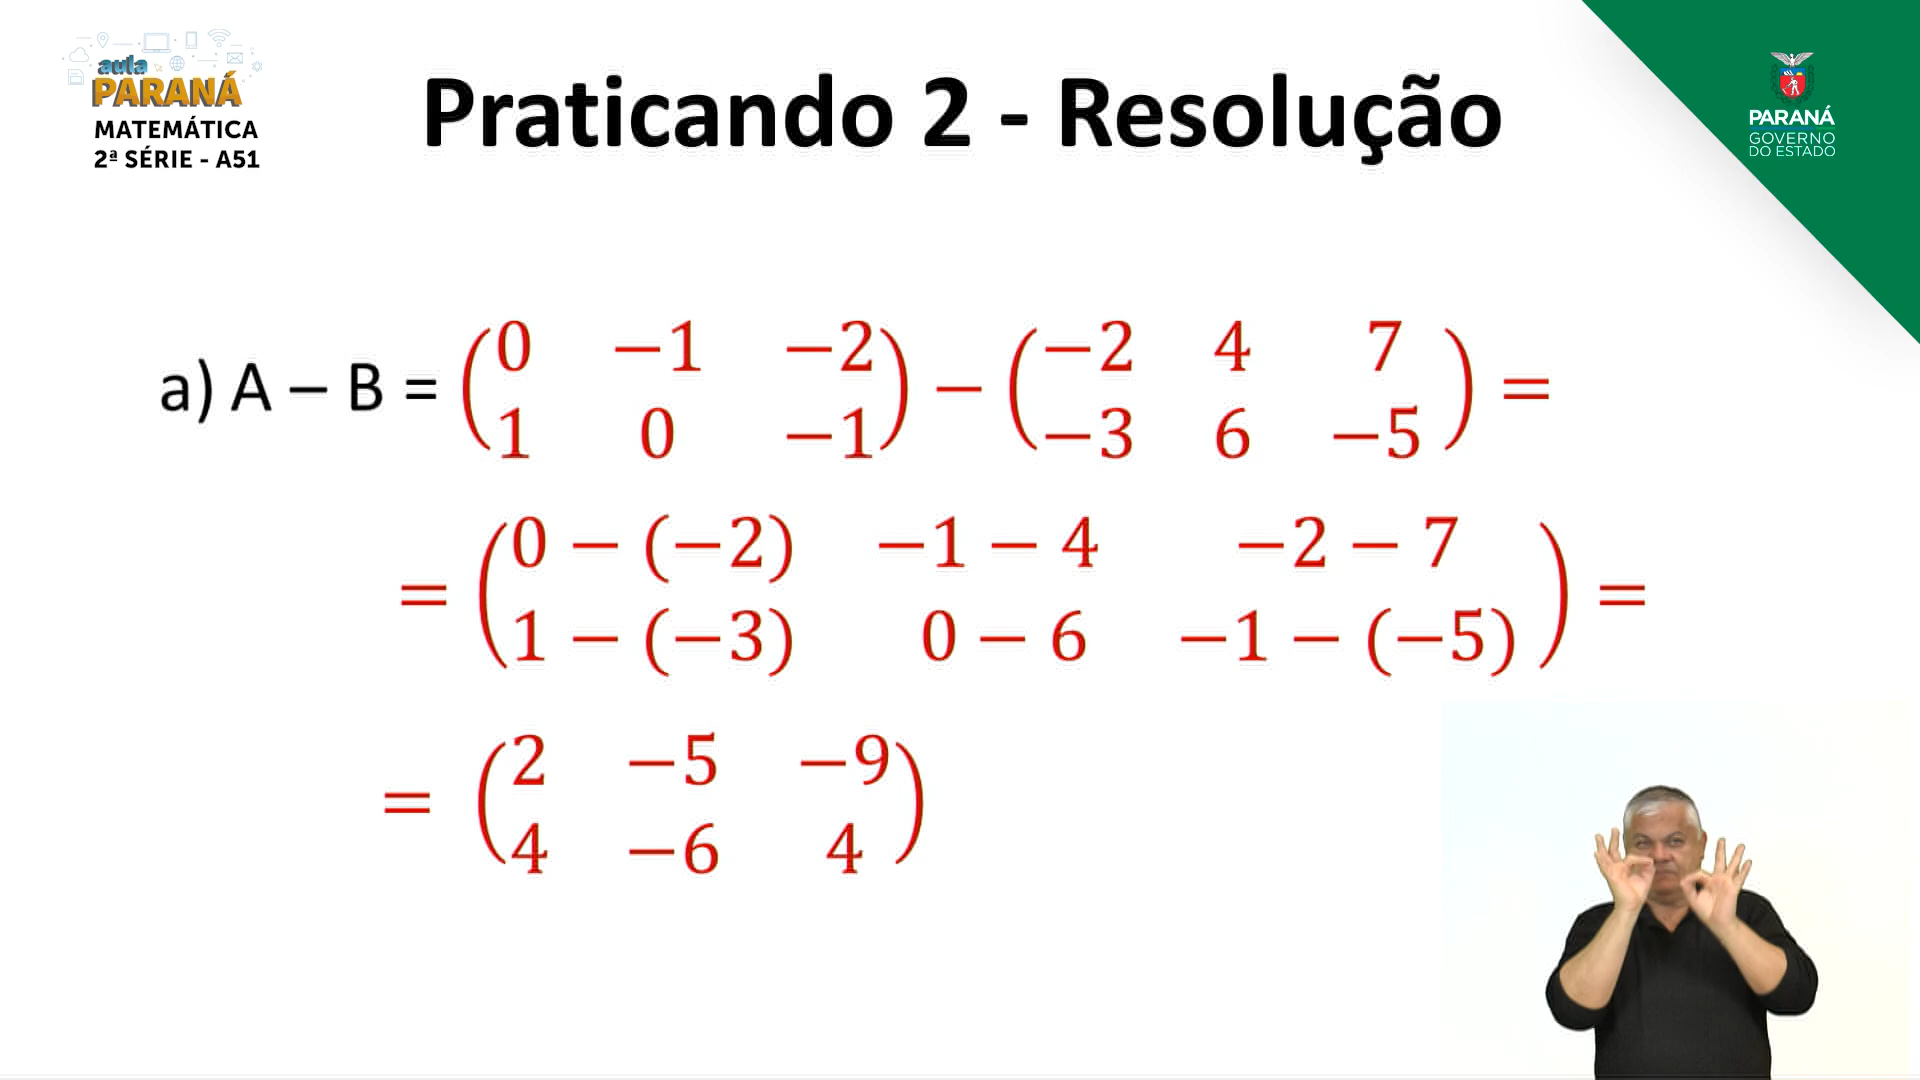 aula
PARANÁ
MATEMÁTICA
2ª SÉRIE - A51
Praticando 2 - Resolução
PARANÁ
GOVERNO
DO ESTADO
a) A – B = (0 −1 −2) − (−2 4 7) =
(1 0 −1) (−3 6 −5)
= (0 − (−2) −1 − 4 −2 − 7) =
(1 − (−3) 0 − 6 −1 − (−5))
= (2 −5 −9)
(4 −6 4)